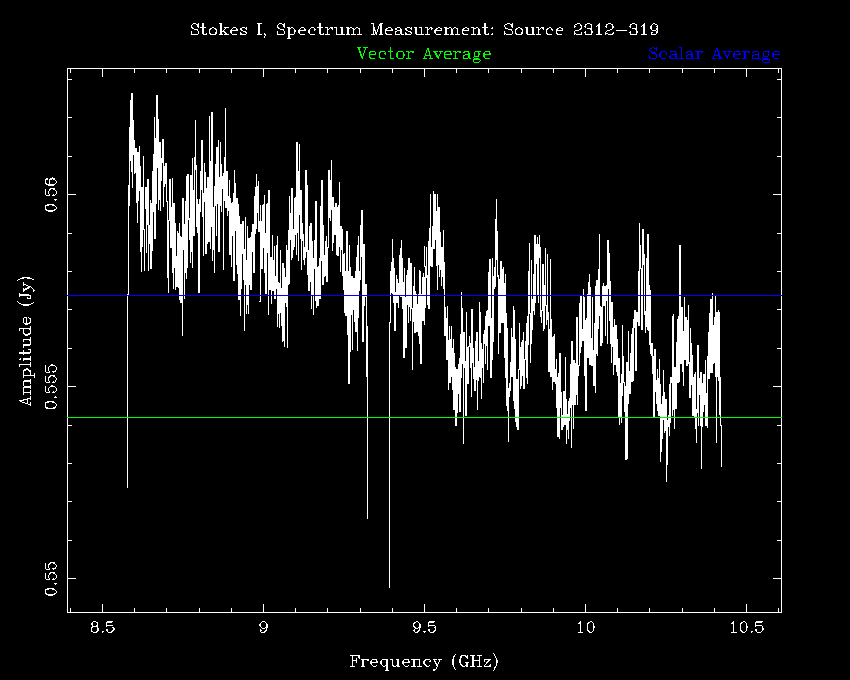 Stokes I, Spectrum Measurement: Source 2312-319
Vector Average
Scalar Average
Amplitude (Jy)
0.56
0.555
0.55
8.5 9 9.5 10 10.5
Frequency (GHz)